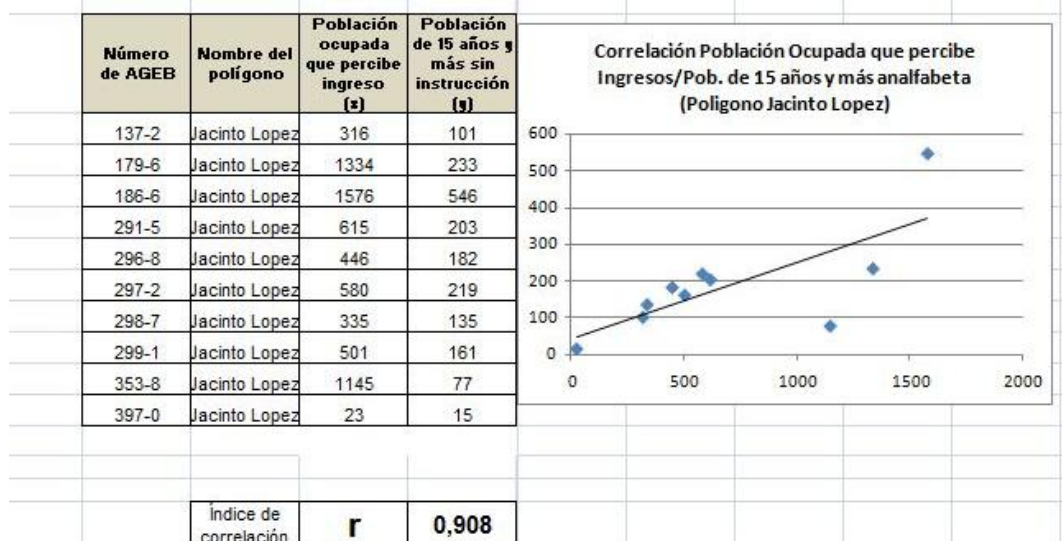 Número de AGEB
Nombre del polígono
Población ocupada que percibe ingreso (x)
Población de 15 años y más sin instrucción (y)
137-2 Jacinto Lopez 316 101
179-6 Jacinto Lopez 1334 233
186-6 Jacinto Lopez 1576 546
291-5 Jacinto Lopez 615 203
296-8 Jacinto Lopez 446 182
297-2 Jacinto Lopez 580 219
298-7 Jacinto Lopez 335 135
299-1 Jacinto Lopez 501 161
353-8 Jacinto Lopez 1145 77
397-0 Jacinto Lopez 23 15
Índice de correlación r 0,908
Correlación Población Ocupada que percibe
Ingresos/Pob. de 15 años y más analfabeta
(Poligono Jacinto Lopez)
600
500
400
300
200
100
0
0 500 1000 1500 2000